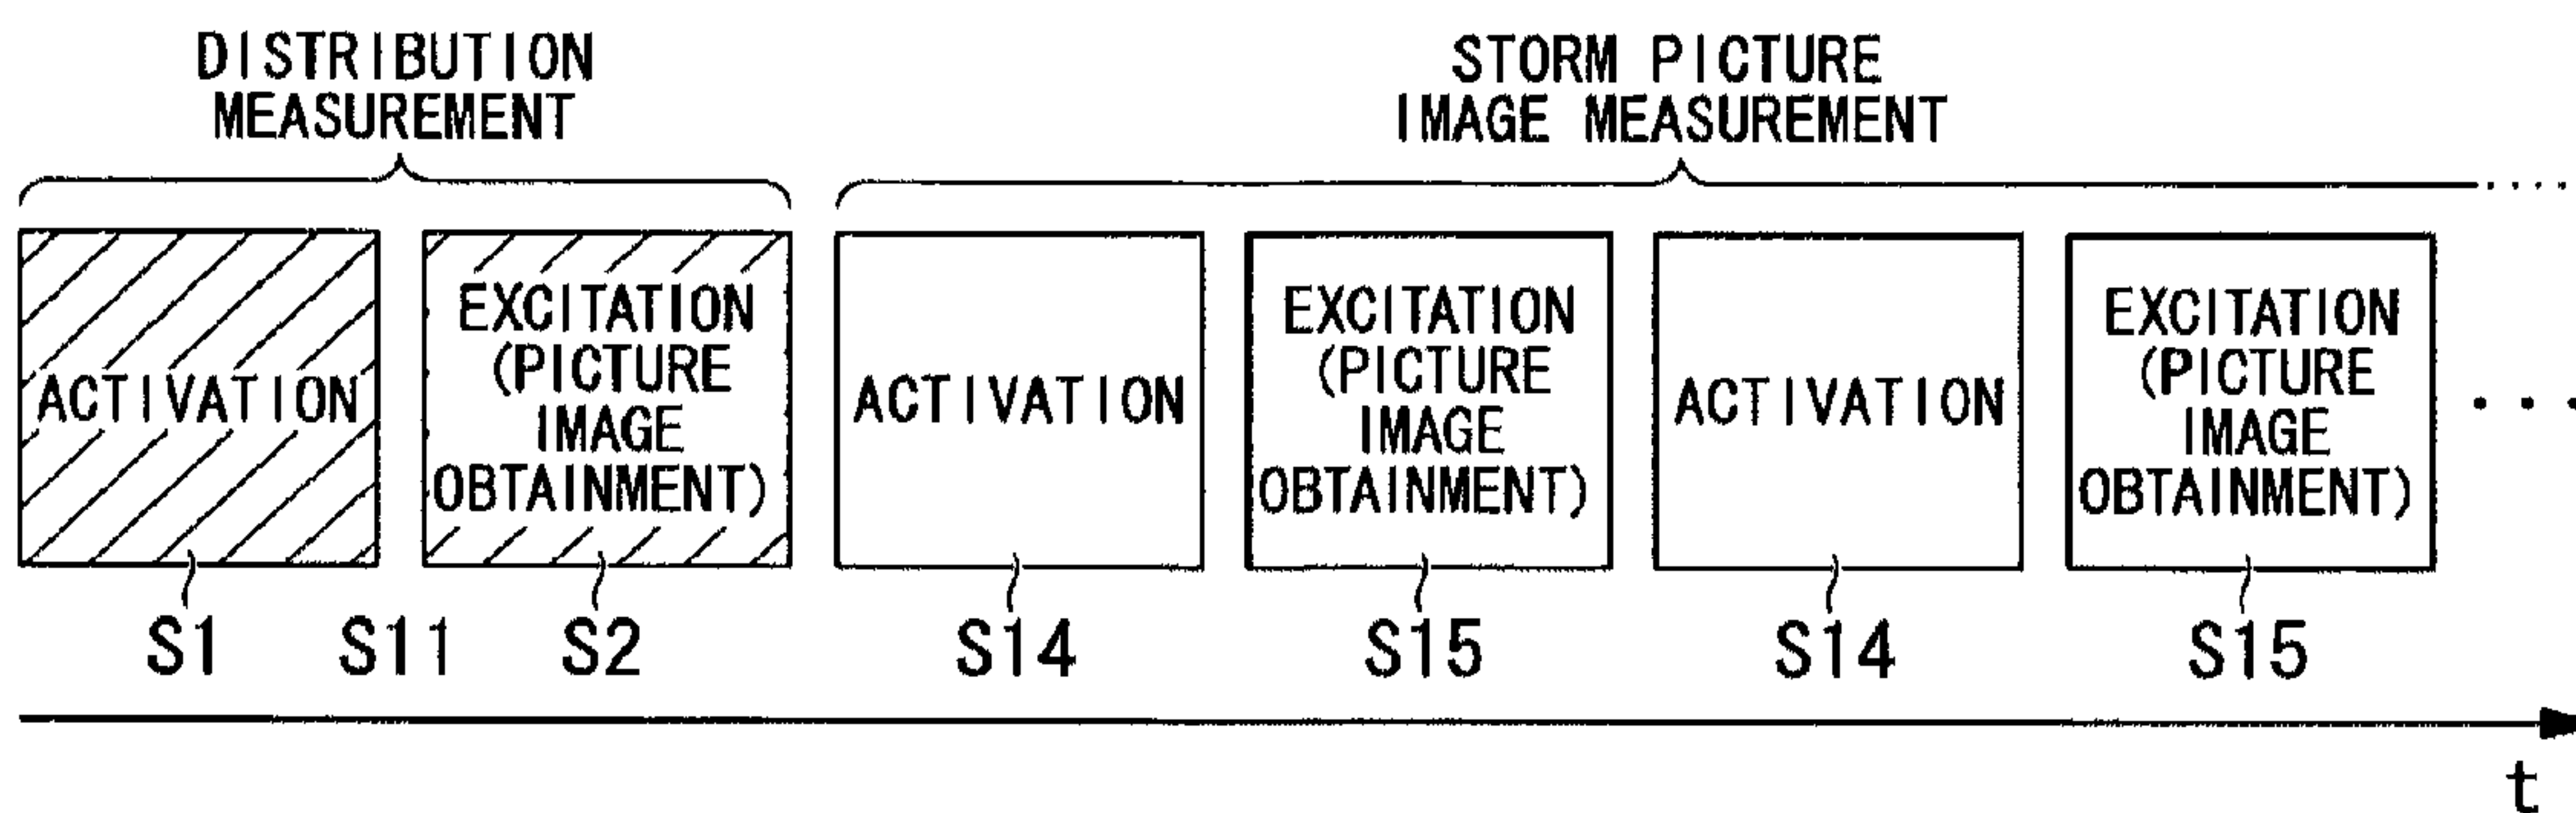 DISTRIBUTION
MEASUREMENT
STORM PICTURE
IMAGE MEASUREMENT
ACTIVATION
EXCITATION
(PICTURE
IMAGE
OBTAINMENT)
ACTIVATION
EXCITATION
(PICTURE
IMAGE
OBTAINMENT)
ACTIVATION
EXCITATION
(PICTURE
IMAGE
OBTAINMENT)
S1 S11 S2 S14 S15 S14 S15
t